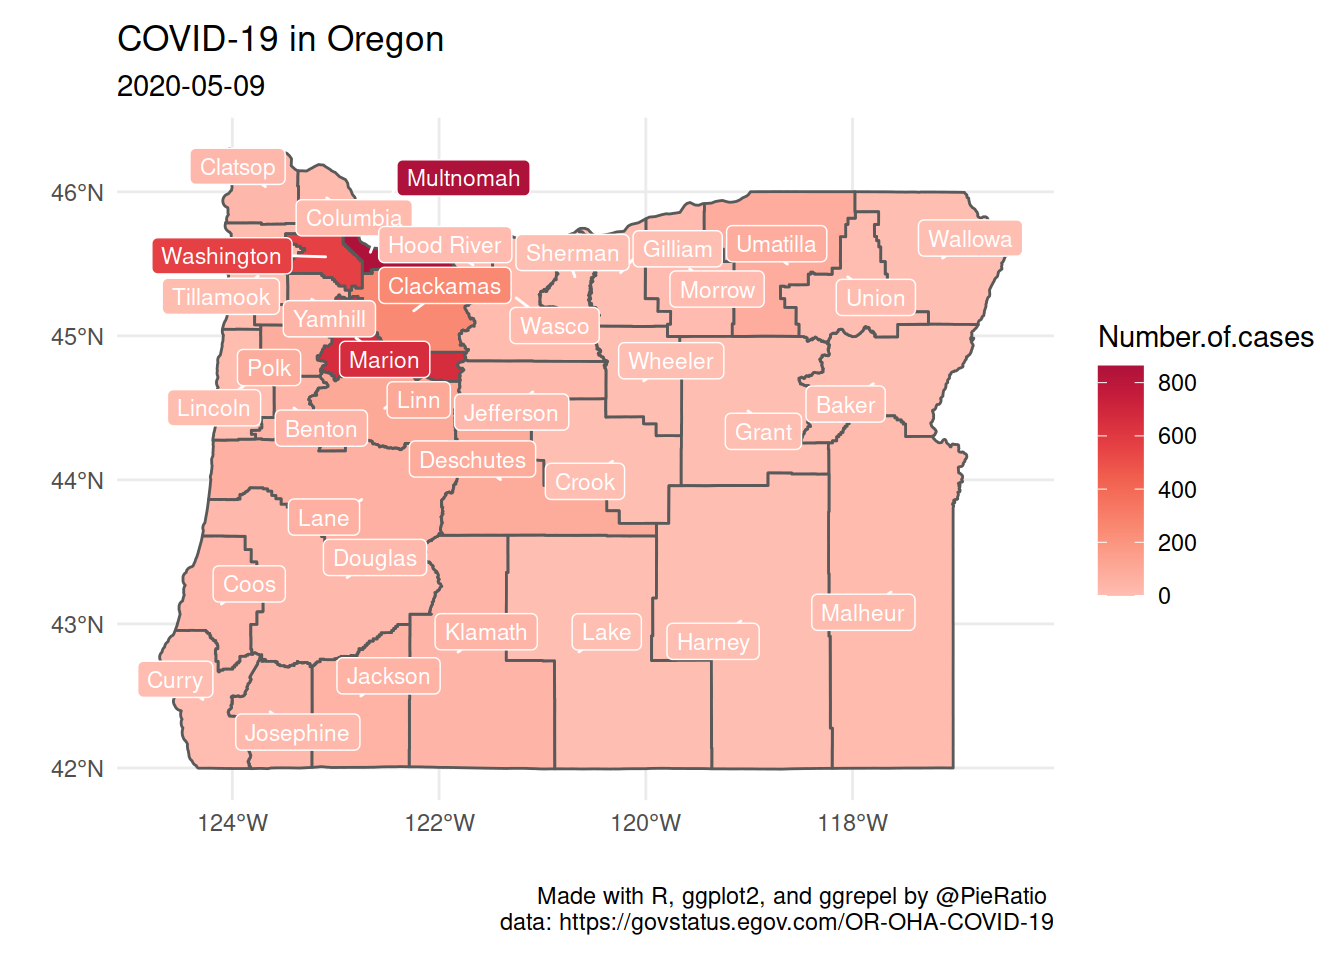 COVID-19 in Oregon
2020-05-09
46°N
45°N
44°N
43°N
42°N
124°W
122°W
120°W
118°W
Clatsop
Multnomah
Columbia
Washington
Hood River
Sherman
Gilliam
Umatilla
Wallowa
Tillamook
Clackamas
Morrow
Union
Yamhill
Wasco
Polk
Marion
Wheeler
Lincoln
Linn
Jefferson
Baker
Benton
Grant
Deschutes
Crook
Lane
Douglas
Coos
Malheur
Klamath
Lake
Harney
Curry
Jackson
Josephine
Number.of.cases
800
600
400
200
0
Made with R, ggplot2, and ggrepel by @PieRatio
data: https://govstatus.egov.com/OR-OHA-COVID-19